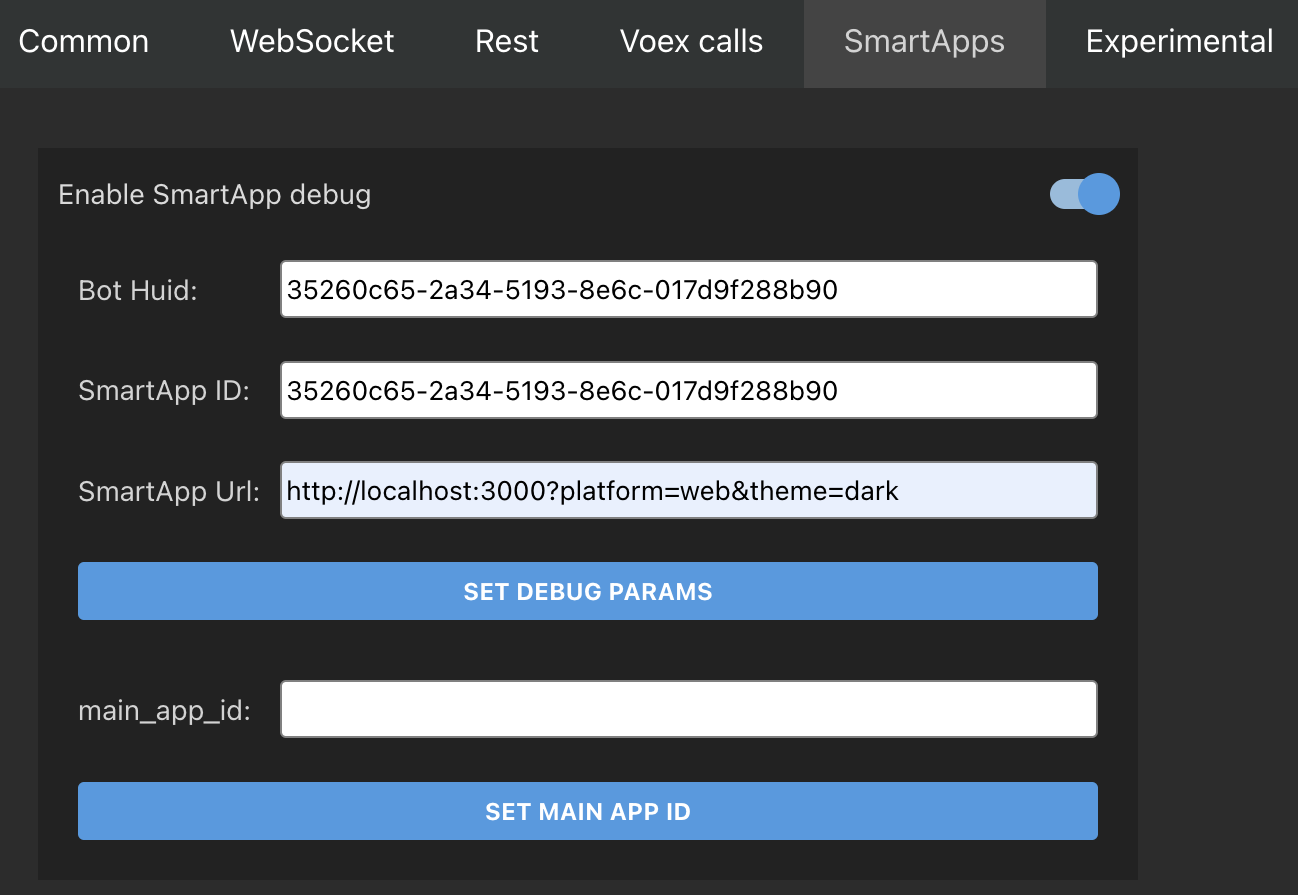 Common WebSocket Rest Voex calls SmartApps Experimental
Enable SmartApp debug
Bot Huid: 35260c65-2a34-5193-8e6c-017d9f288b90
SmartApp ID: 35260c65-2a34-5193-8e6c-017d9f288b90
SmartApp Url: http://localhost:3000?platform=web&theme=dark
SET DEBUG PARAMS
main_app_id:
SET MAIN APP ID